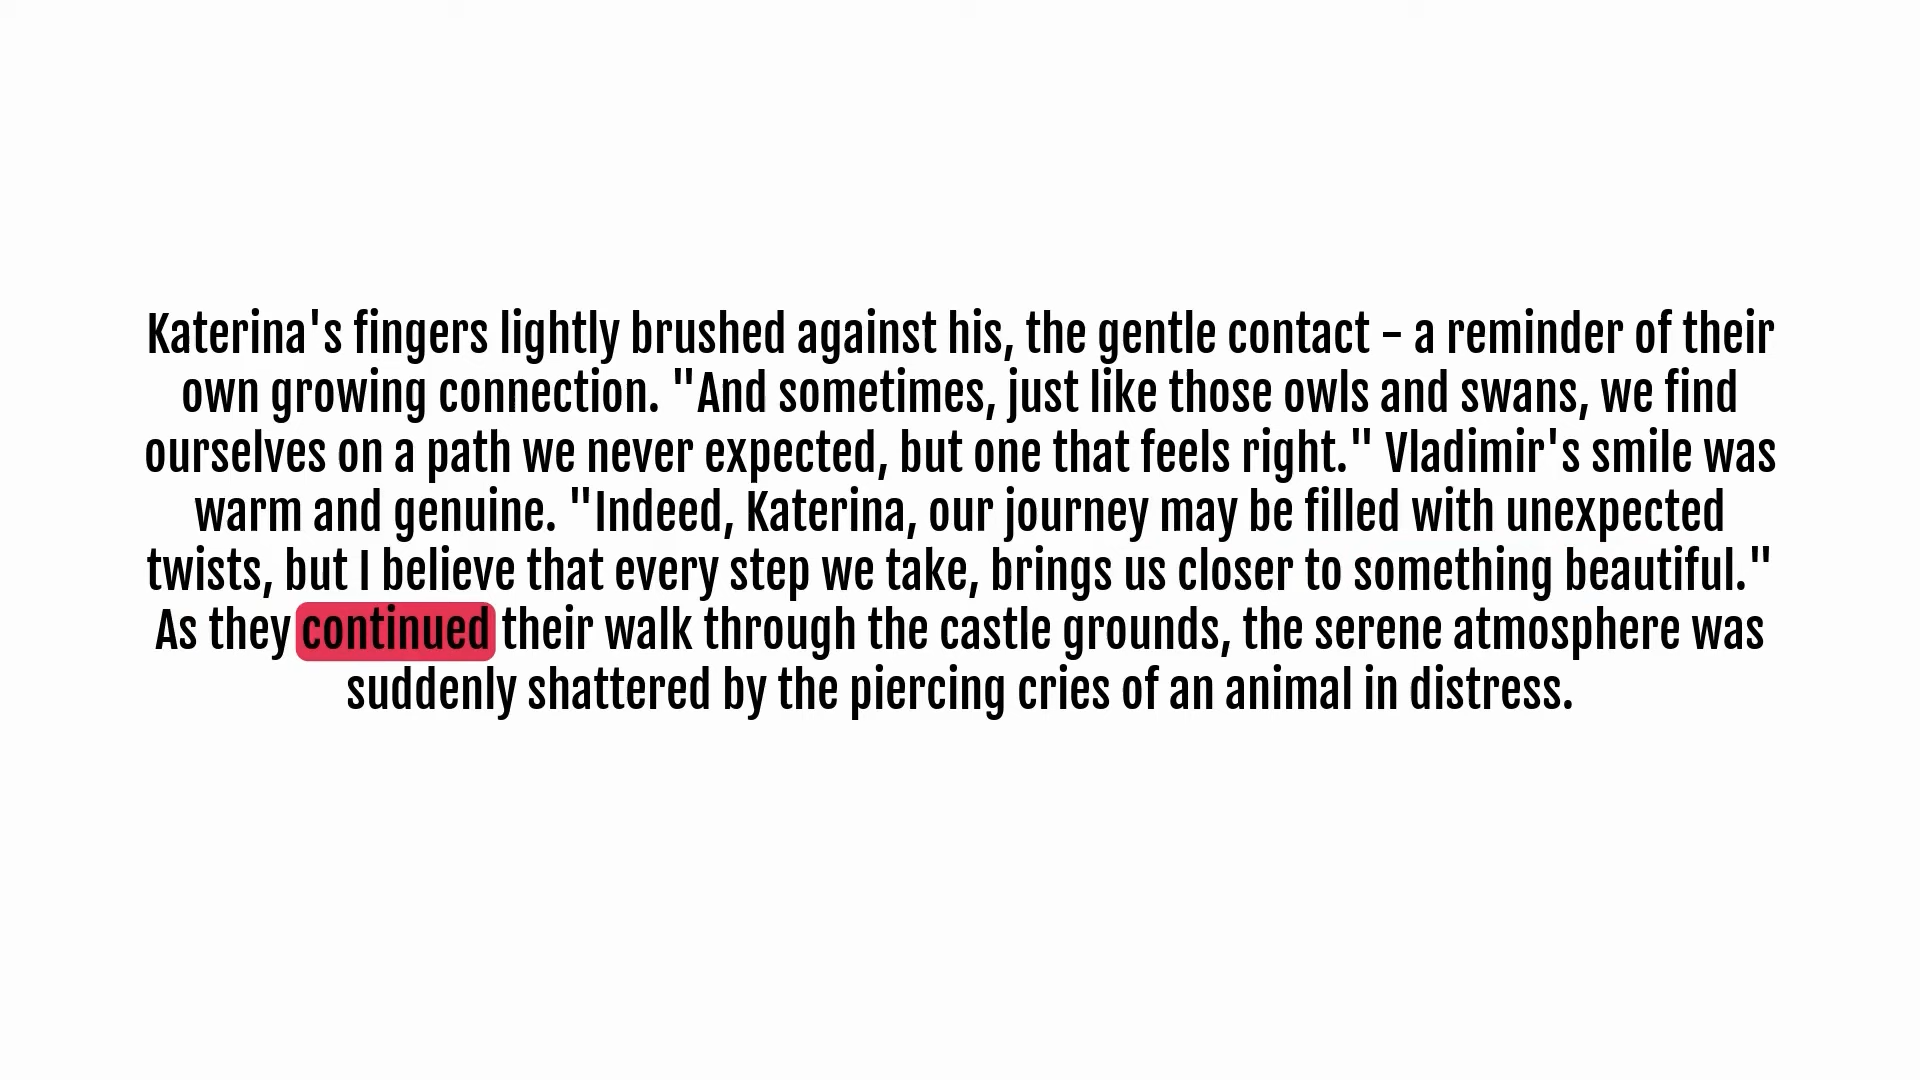 Katerina's fingers lightly brushed against his, the gentle contact - a reminder of their
own growing connection. "And sometimes, just like those owls and swans, we find
ourselves on a path we never expected, but one that feels right." Vladimir's smile was
warm and genuine. "Indeed, Katerina, our journey may be filled with unexpected
twists, but I believe that every step we take, brings us closer to something beautiful."
As they continued their walk through the castle grounds, the serene atmosphere was
suddenly shattered by the piercing cries of an animal in distress.